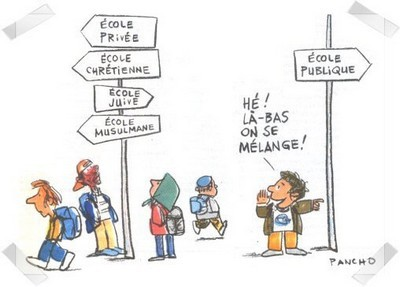 ÉCOLE
PRIVÉE
ÉCOLE
CHRÉTIENNE
ÉCOLE
JUIVE
ÉCOLE
MUSULMANE
ÉCOLE
PUBLIQUE
HÉ!
LÀ-BAS
ON SE
MÉLANGE!
PANCHO